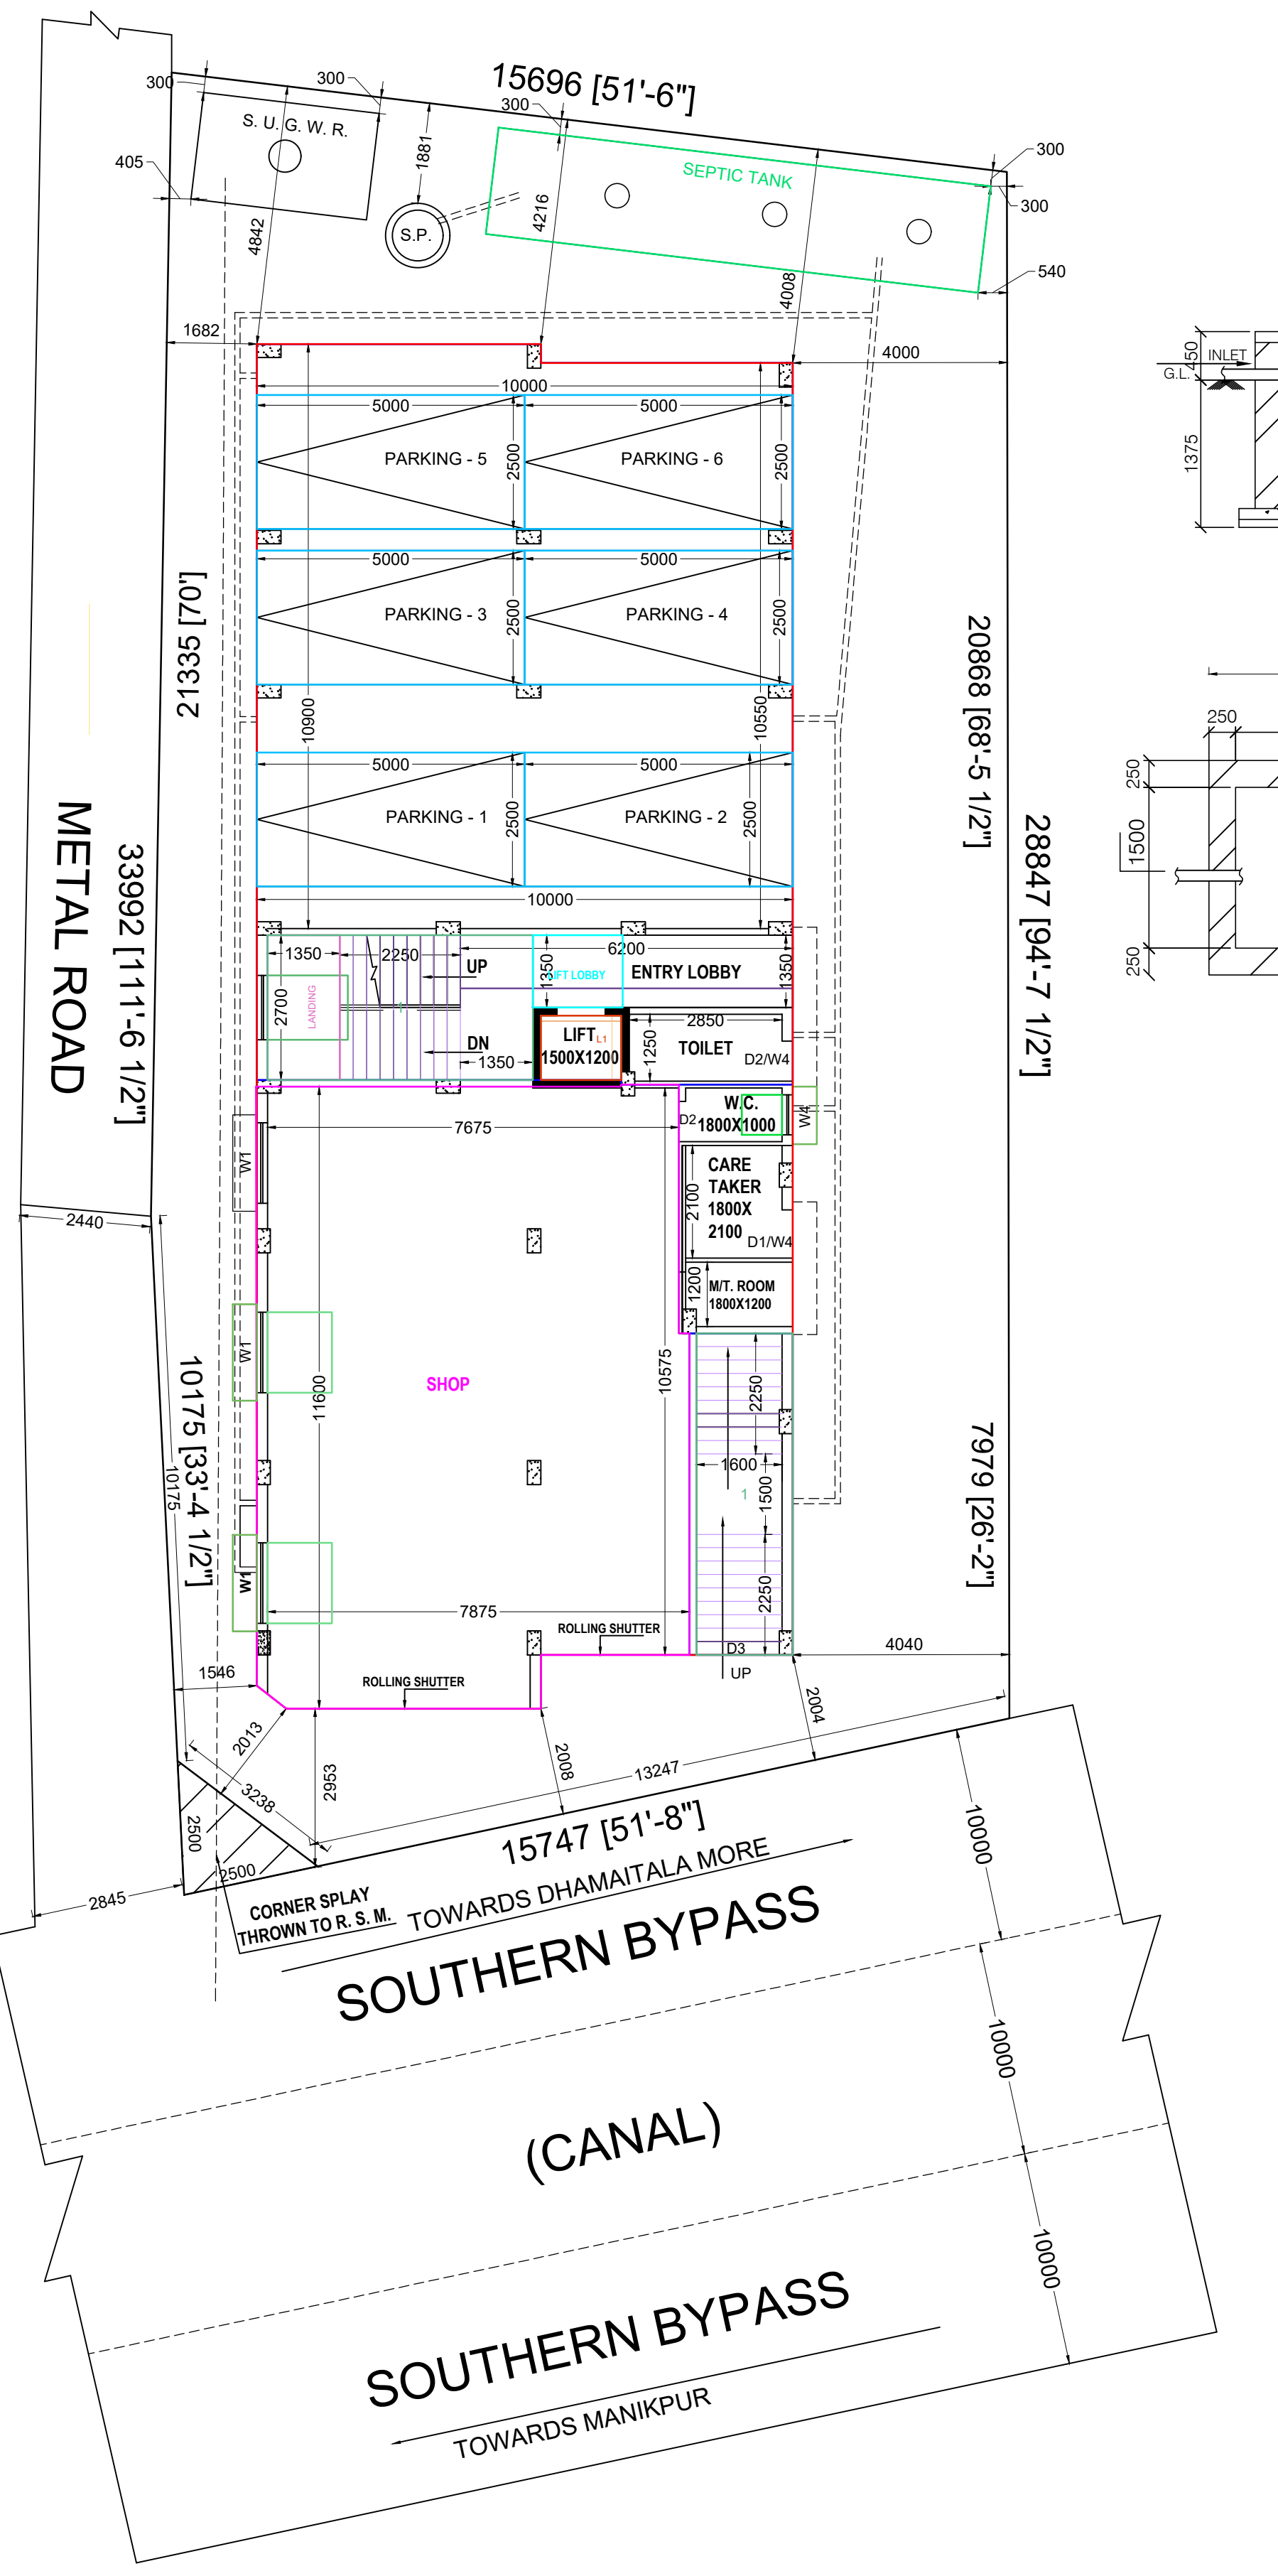 15696 [51'-6"]
300
300
300
S. U. G. W. R.
SEPTIC TANK
300
300
405
1881
4842
S.P.
4216
4008
540
1682
4000
450
INLET
G.L.
1375
10000
5000
5000
PARKING - 5
2500
PARKING - 6
2500
5000
5000
PARKING - 3
2500
PARKING - 4
2500
21335 [70']
20868 [68'-5 1/2"]
10900
10550
250
250
1500
250
5000
5000
PARKING - 1
2500
PARKING - 2
2500
10000
METAL ROAD
33992 [111'-6 1/2"]
28847 [94'-7 1/2"]
1350
2250
UP
6200
1350
LIFT LOBBY
ENTRY LOBBY
1350
2700
LANDING
1
DN
1350
LIFT
L1
1500X1200
2850
1250
TOILET
D2/W4
7675
D2
W.C.
1800X1000
W4
W1
2100
CARE
TAKER
1800X
2100
D1/W4
2440
1200
M/T. ROOM
1800X1200
W1
SHOP
11600
10575
2250
1600
1500
1
10175
10175 [33'-4 1/2"]
7979 [26'-2"]
W1
2250
7875
ROLLING SHUTTER
D3
UP
4040
1546
ROLLING SHUTTER
2013
2953
2008
2004
13247
3238
2500
2500
15747 [51'-8"]
10000
2845
CORNER SPLAY
THROWN TO R. S. M.
TOWARDS DHAMAITALA MORE
SOUTHERN BYPASS
10000
(CANAL)
10000
SOUTHERN BYPASS
TOWARDS MANIKPUR